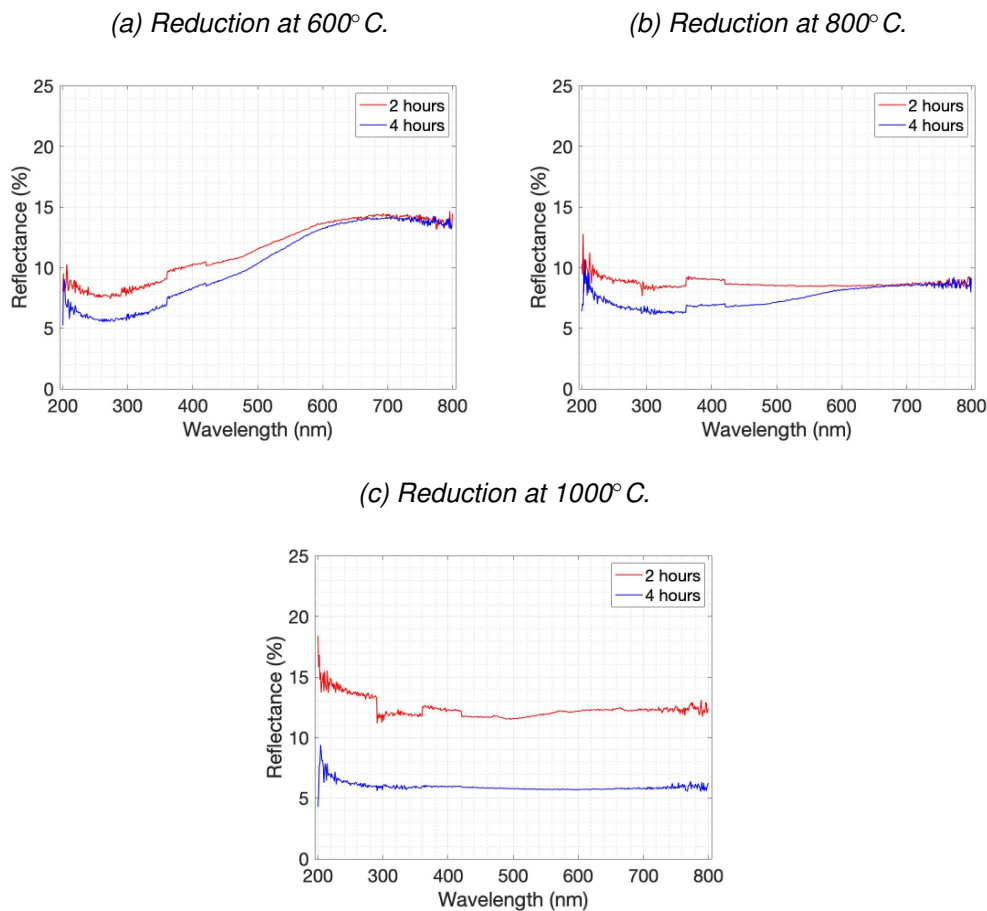 (a) Reduction at 600° C.
25
20
15
10
5
0
Reflectance (%)
2 hours
4 hours
200 300 400 500 600 700 800
Wavelength (nm)
(b) Reduction at 800° C.
25
20
15
10
5
0
Reflectance (%)
2 hours
4 hours
200 300 400 500 600 700 800
Wavelength (nm)
(c) Reduction at 1000° C.
25
20
15
10
5
0
Reflectance (%)
2 hours
4 hours
200 300 400 500 600 700 800
Wavelength (nm)